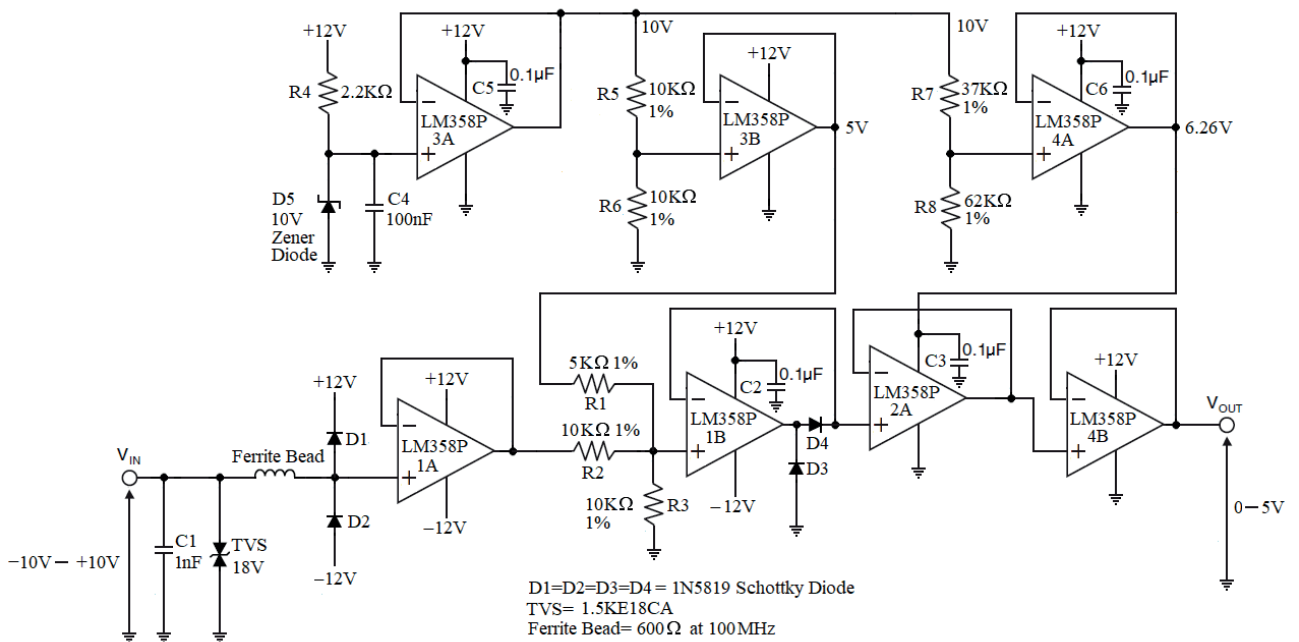 +12V
R4
2.2KΩ
D5
10V
Zener
Diode
C4
100nF
+12V
C5
0.1µF
−
LM358P
3A
+
10V
R5
10KΩ
1%
R6
10KΩ
1%
+12V
−
LM358P
3B
+
5V
10V
R7
37KΩ
1%
R8
62KΩ
1%
+12V
C6
0.1µF
−
LM358P
4A
+
6.26V
V_IN
−10V − +10V
C1
1nF
TVS
18V
Ferrite Bead
+12V
D1
D2
−12V
+12V
−
LM358P
1A
+
−12V
5KΩ 1%
R1
10KΩ 1%
R2
10KΩ
1%
R3
+12V
C2
0.1µF
−
LM358P
1B
+
−12V
D4
D3
C3
0.1µF
−
LM358P
2A
+
+12V
−
LM358P
4B
+
V_OUT
0−5V
D1=D2=D3=D4= 1N5819 Schottky Diode
TVS= 1.5KE18CA
Ferrite Bead= 600Ω at 100MHz